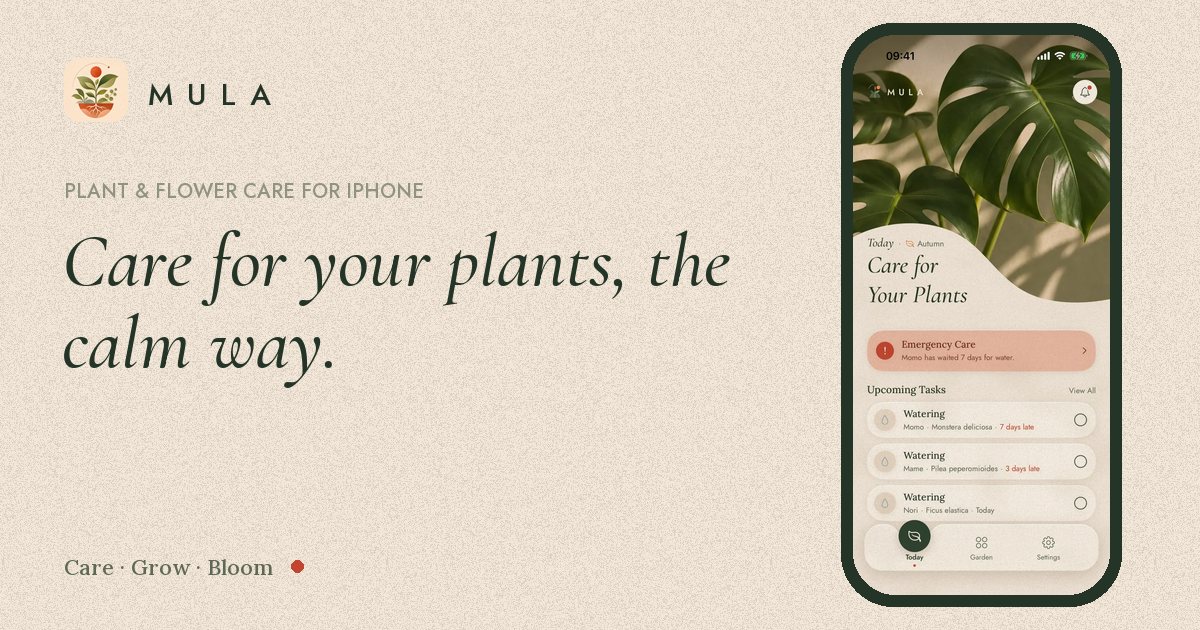 MULA
PLANT & FLOWER CARE FOR IPHONE
Care for your plants, the
calm way.
Care · Grow · Bloom
09:41
MULA
Today · Autumn
Care for
Your Plants
! Emergency Care
Momo has waited 7 days for water.
Upcoming Tasks View All
Watering
Momo · Monstera deliciosa · 7 days late
Watering
Mame · Pilea peperomioides · 3 days late
Watering
Nori · Ficus elastica · Today
Today Garden Settings